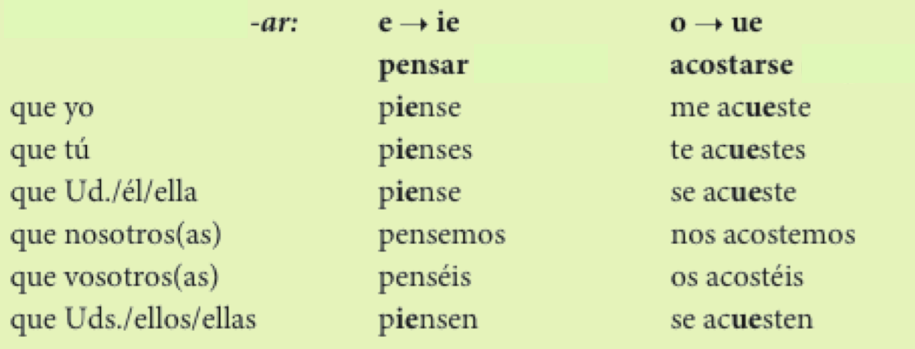 -ar: e → ie o → ue
pensar acostarse
que yo piense me acueste
que tú pienses te acuestes
que Ud./él/ella piense se acueste
que nosotros(as) pensemos nos acostemos
que vosotros(as) penséis os acostéis
que Uds./ellos/ellas piensen se acuesten